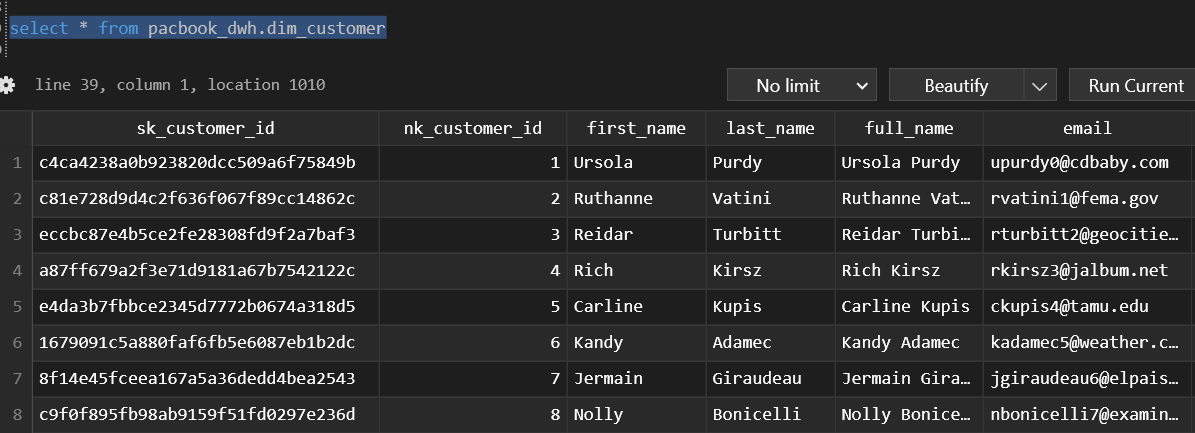 select * from pacbook_dwh.dim_customer
line 39, column 1, location 1010
No limit
Beautify
Run Current
sk_customer_id nk_customer_id first_name last_name full_name email
1 c4ca4238a0b923820dcc509a6f75849b 1 Ursola Purdy Ursola Purdy upurdy0@cdbaby.com
2 c81e728d9d4c2f636f067f89cc14862c 2 Ruthanne Vatini Ruthanne Vat… rvatini1@fema.gov
3 eccbc87e4b5ce2fe28308fd9f2a7baf3 3 Reidar Turbitt Reidar Turbi… rturbitt2@geocitie…
4 a87ff679a2f3e71d9181a67b7542122c 4 Rich Kirsz Rich Kirsz rkirsz3@jalbum.net
5 e4da3b7fbbce2345d7772b0674a318d5 5 Carline Kupis Carline Kupis ckupis4@tamu.edu
6 1679091c5a880faf6fb5e6087eb1b2dc 6 Kandy Adamec Kandy Adamec kadamec5@weather.c…
7 8f14e45fceea167a5a36dedd4bea2543 7 Jermain Giraudeau Jermain Gira… jgiraudeau6@elpais…
8 c9f0f895fb98ab9159f51fd0297e236d 8 Nolly Bonicelli Nolly Bonice… nbonicelli7@examin…